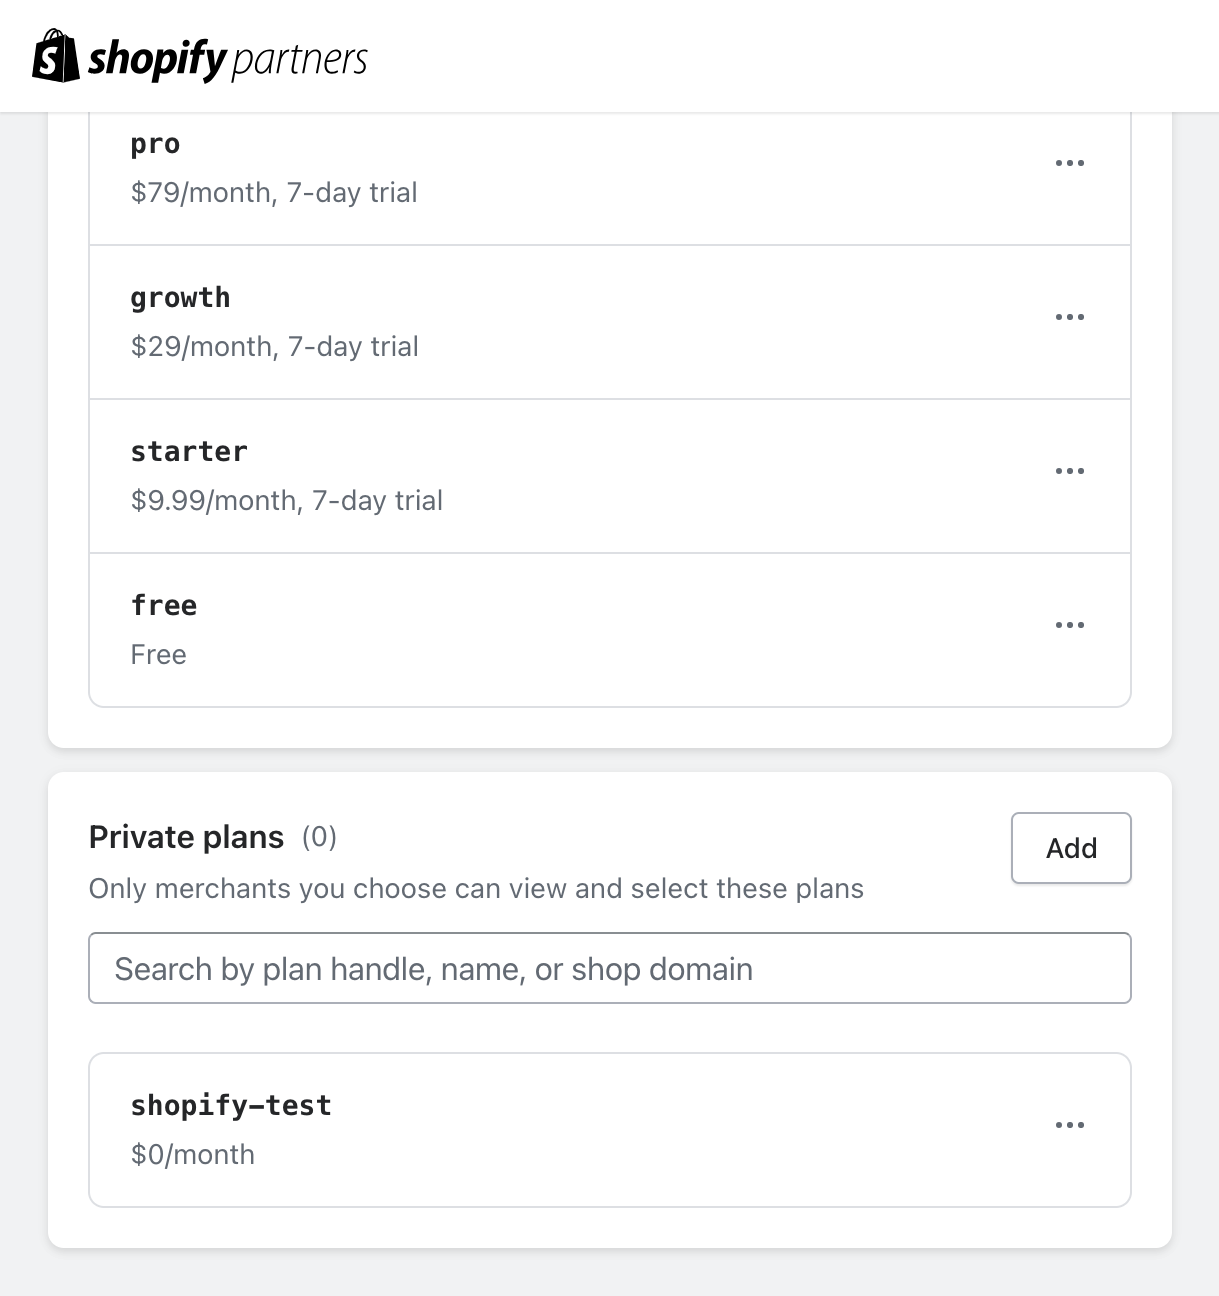 shopify partners
pro
$79/month, 7-day trial
growth
$29/month, 7-day trial
starter
$9.99/month, 7-day trial
free
Free
Private plans (0)
Add
Only merchants you choose can view and select these plans
Search by plan handle, name, or shop domain
shopify-test
$0/month